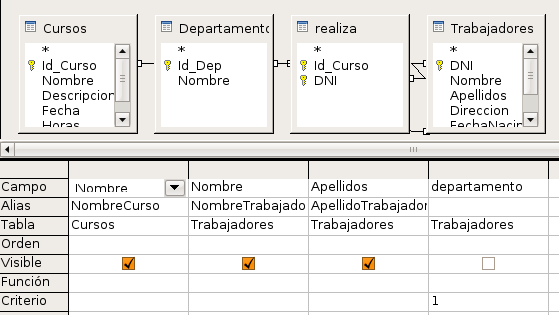 Cursos
*
Id_Curso
Nombre
Descripcion
Fecha
Horas
Departamento
*
Id_Dep
Nombre
realiza
*
Id_Curso
DNI
Trabajadores
*
DNI
Nombre
Apellidos
Direccion
FechaNacin
Campo Nombre Nombre Apellidos departamento
Alias NombreCurso NombreTrabajado ApellidoTrabajador
Tabla Cursos Trabajadores Trabajadores Trabajadores
Orden
Visible
Función
Criterio 1